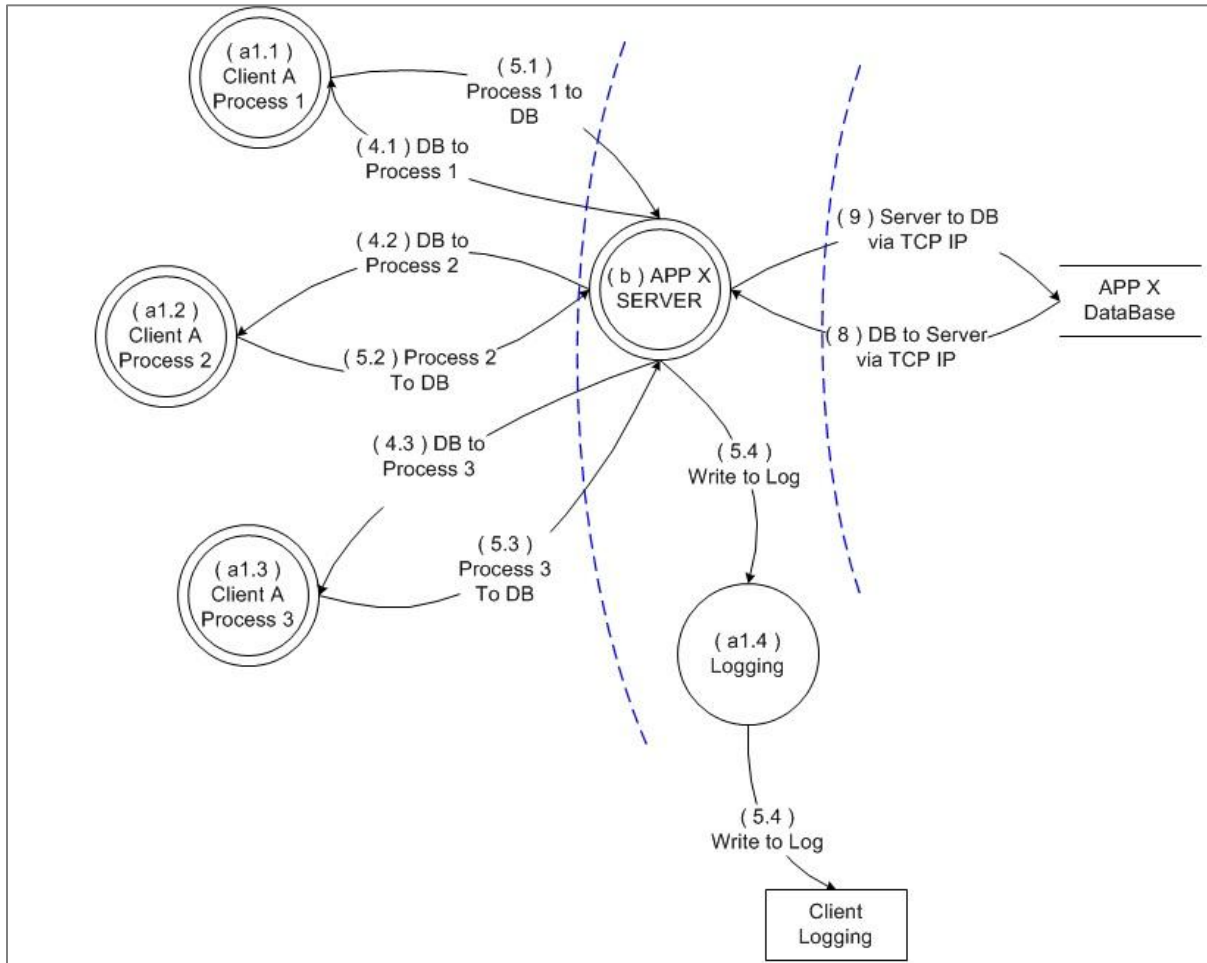 ( a1.1 )
Client A
Process 1
( 5.1 )
Process 1 to
DB
( 4.1 ) DB to
Process 1
( 4.2 ) DB to
Process 2
( 9 ) Server to DB
via TCP IP
( b ) APP X
SERVER
APP X
DataBase
( a1.2 )
Client A
Process 2
( 5.2 ) Process 2
To DB
( 8 ) DB to Server
via TCP IP
( 4.3 ) DB to
Process 3
( 5.4 )
Write to Log
( a1.3 )
Client A
Process 3
( 5.3 )
Process 3
To DB
( a1.4 )
Logging
( 5.4 )
Write to Log
Client
Logging